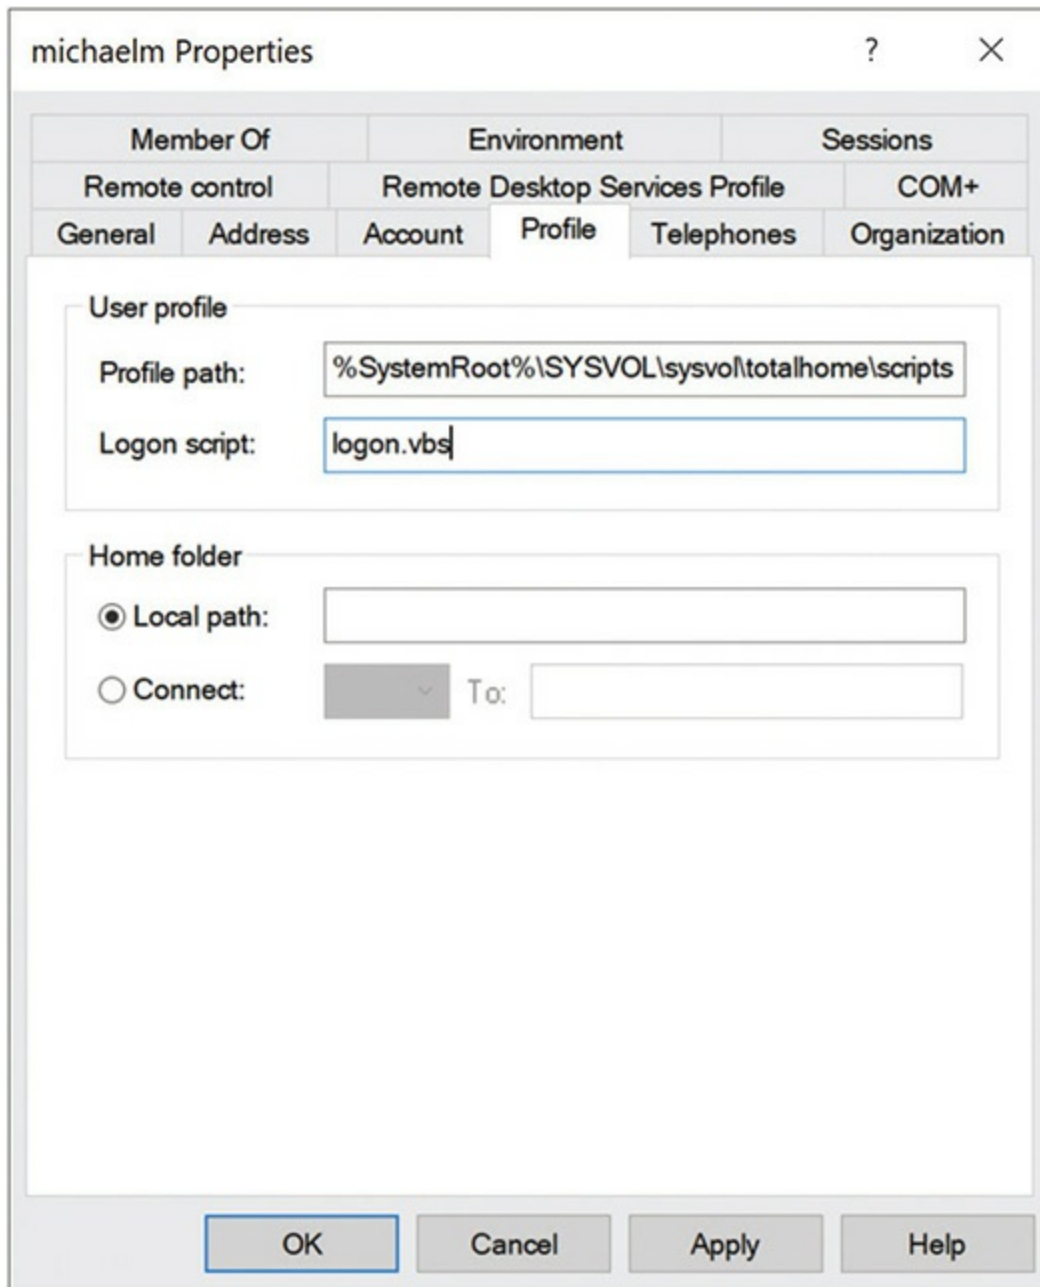 michaelm Properties ? ×
Member Of Environment Sessions
Remote control Remote Desktop Services Profile COM+
General Address Account Profile Telephones Organization
User profile
Profile path: %SystemRoot%\SYSVOL\sysvol\totalhome\scripts
Logon script: logon.vbs
Home folder
Local path:
Connect: To:
OK Cancel Apply Help